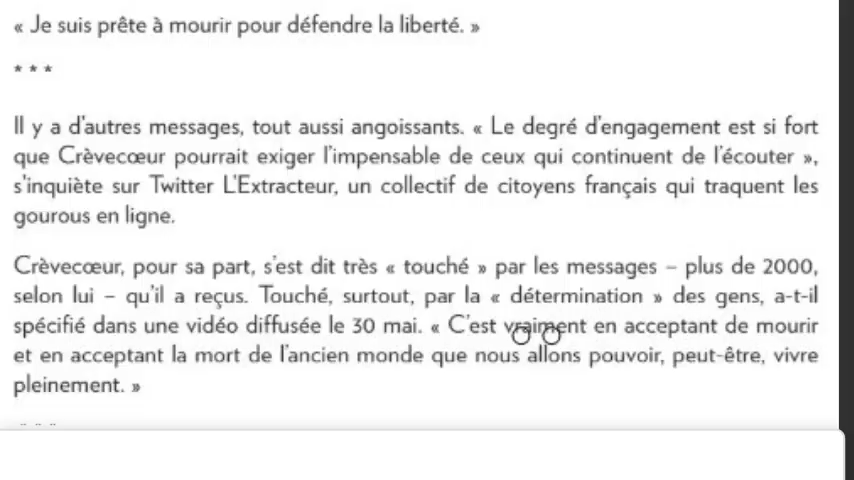 « Je suis prête à mourir pour défendre la liberté. »
* * *
Il y a d'autres messages, tout aussi angoissants. « Le degré d'engagement est si fort
que Crèvecœur pourrait exiger l'impensable de ceux qui continuent de l'écouter »,
s'inquiète sur Twitter L'Extracteur, un collectif de citoyens français qui traquent les
gourous en ligne.
Crèvecœur, pour sa part, s'est dit très « touché » par les messages – plus de 2000,
selon lui – qu'il a reçus. Touché, surtout, par la « détermination » des gens, a-t-il
spécifié dans une vidéo diffusée le 30 mai. « C'est vraiment en acceptant de mourir
et en acceptant la mort de l'ancien monde que nous allons pouvoir, peut-être, vivre
pleinement. »